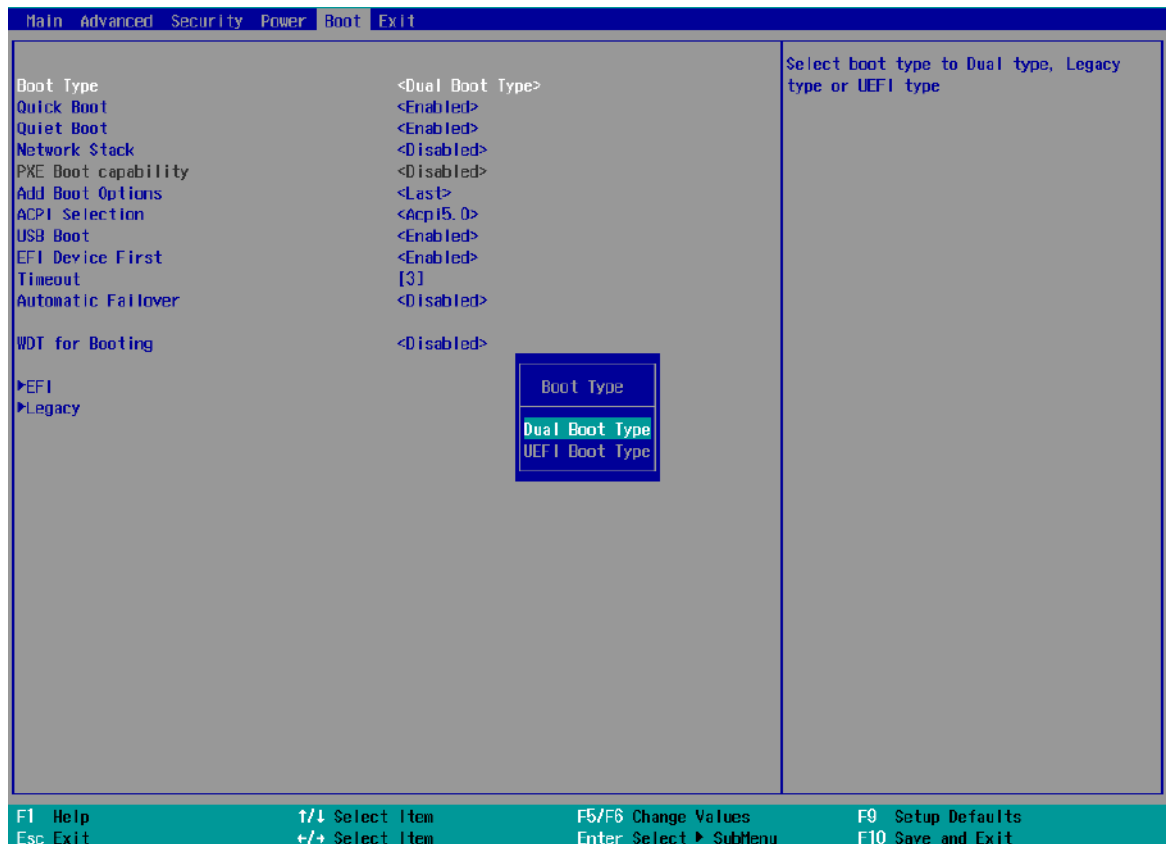 Main Advanced Security Power Boot Exit
Boot Type <Dual Boot Type>
Quick Boot <Enabled>
Quiet Boot <Enabled>
Network Stack <Disabled>
PXE Boot capability <Disabled>
Add Boot Options <Last>
ACPI Selection <Acpi5.0>
USB Boot <Enabled>
EFI Device First <Enabled>
Timeout [3]
Automatic Failover <Disabled>
WDT for Booting <Disabled>
▶EFI
▶Legacy
Boot Type
Dual Boot Type
UEFI Boot Type
Select boot type to Dual type, Legacy
type or UEFI type
F1 Help ↑/↓ Select Item F5/F6 Change Values F9 Setup Defaults
Esc Exit ←/→ Select Item Enter Select ▶ SubMenu F10 Save and Exit